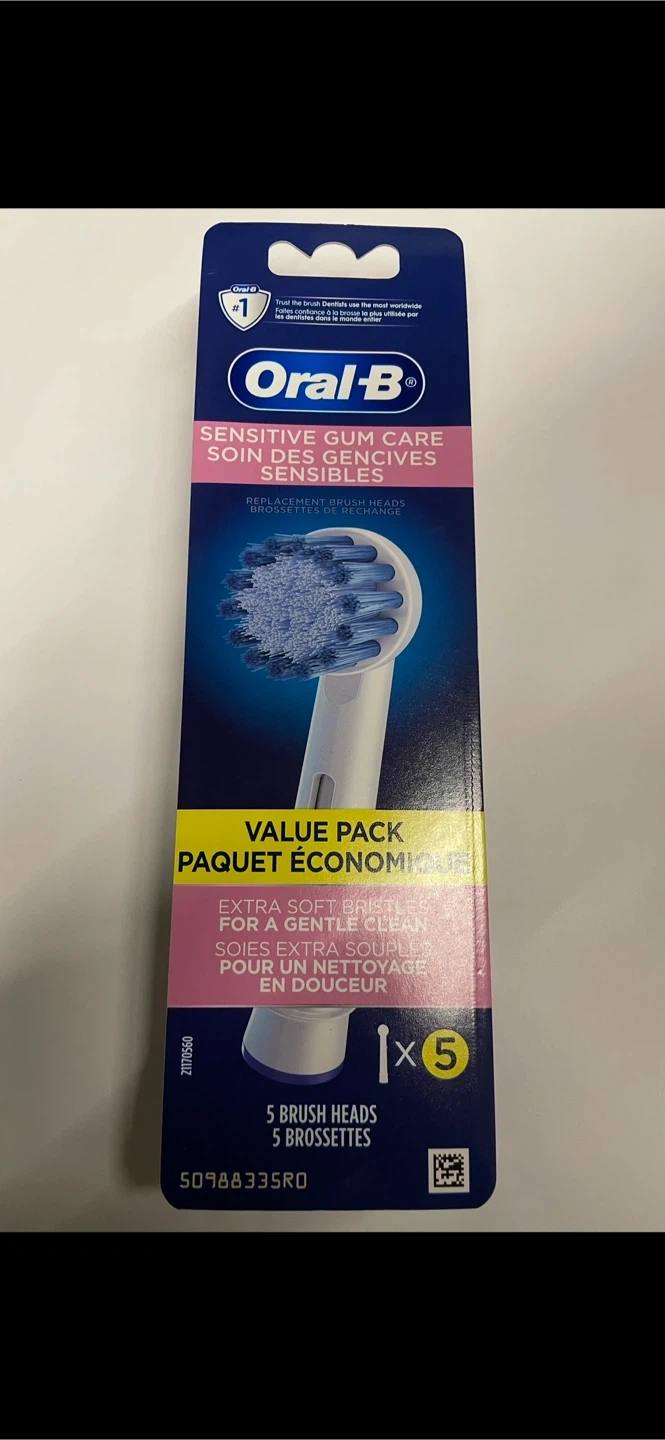 Oral-B
#1
Trust the brush Dentists use the most worldwide
Faites confiance à la brosse la plus utilisée par
les dentistes dans le monde entier
Oral-B®
SENSITIVE GUM CARE
SOIN DES GENCIVES
SENSIBLES
REPLACEMENT BRUSH HEADS
BROSSETTES DE RECHANGE
VALUE PACK
PAQUET ÉCONOMIQUE
EXTRA SOFT BRISTLES
FOR A GENTLE CLEAN
SOIES EXTRA SOUPLES
POUR UN NETTOYAGE
EN DOUCEUR
21170560
X 5
5 BRUSH HEADS
5 BROSSETTES
50988335R0